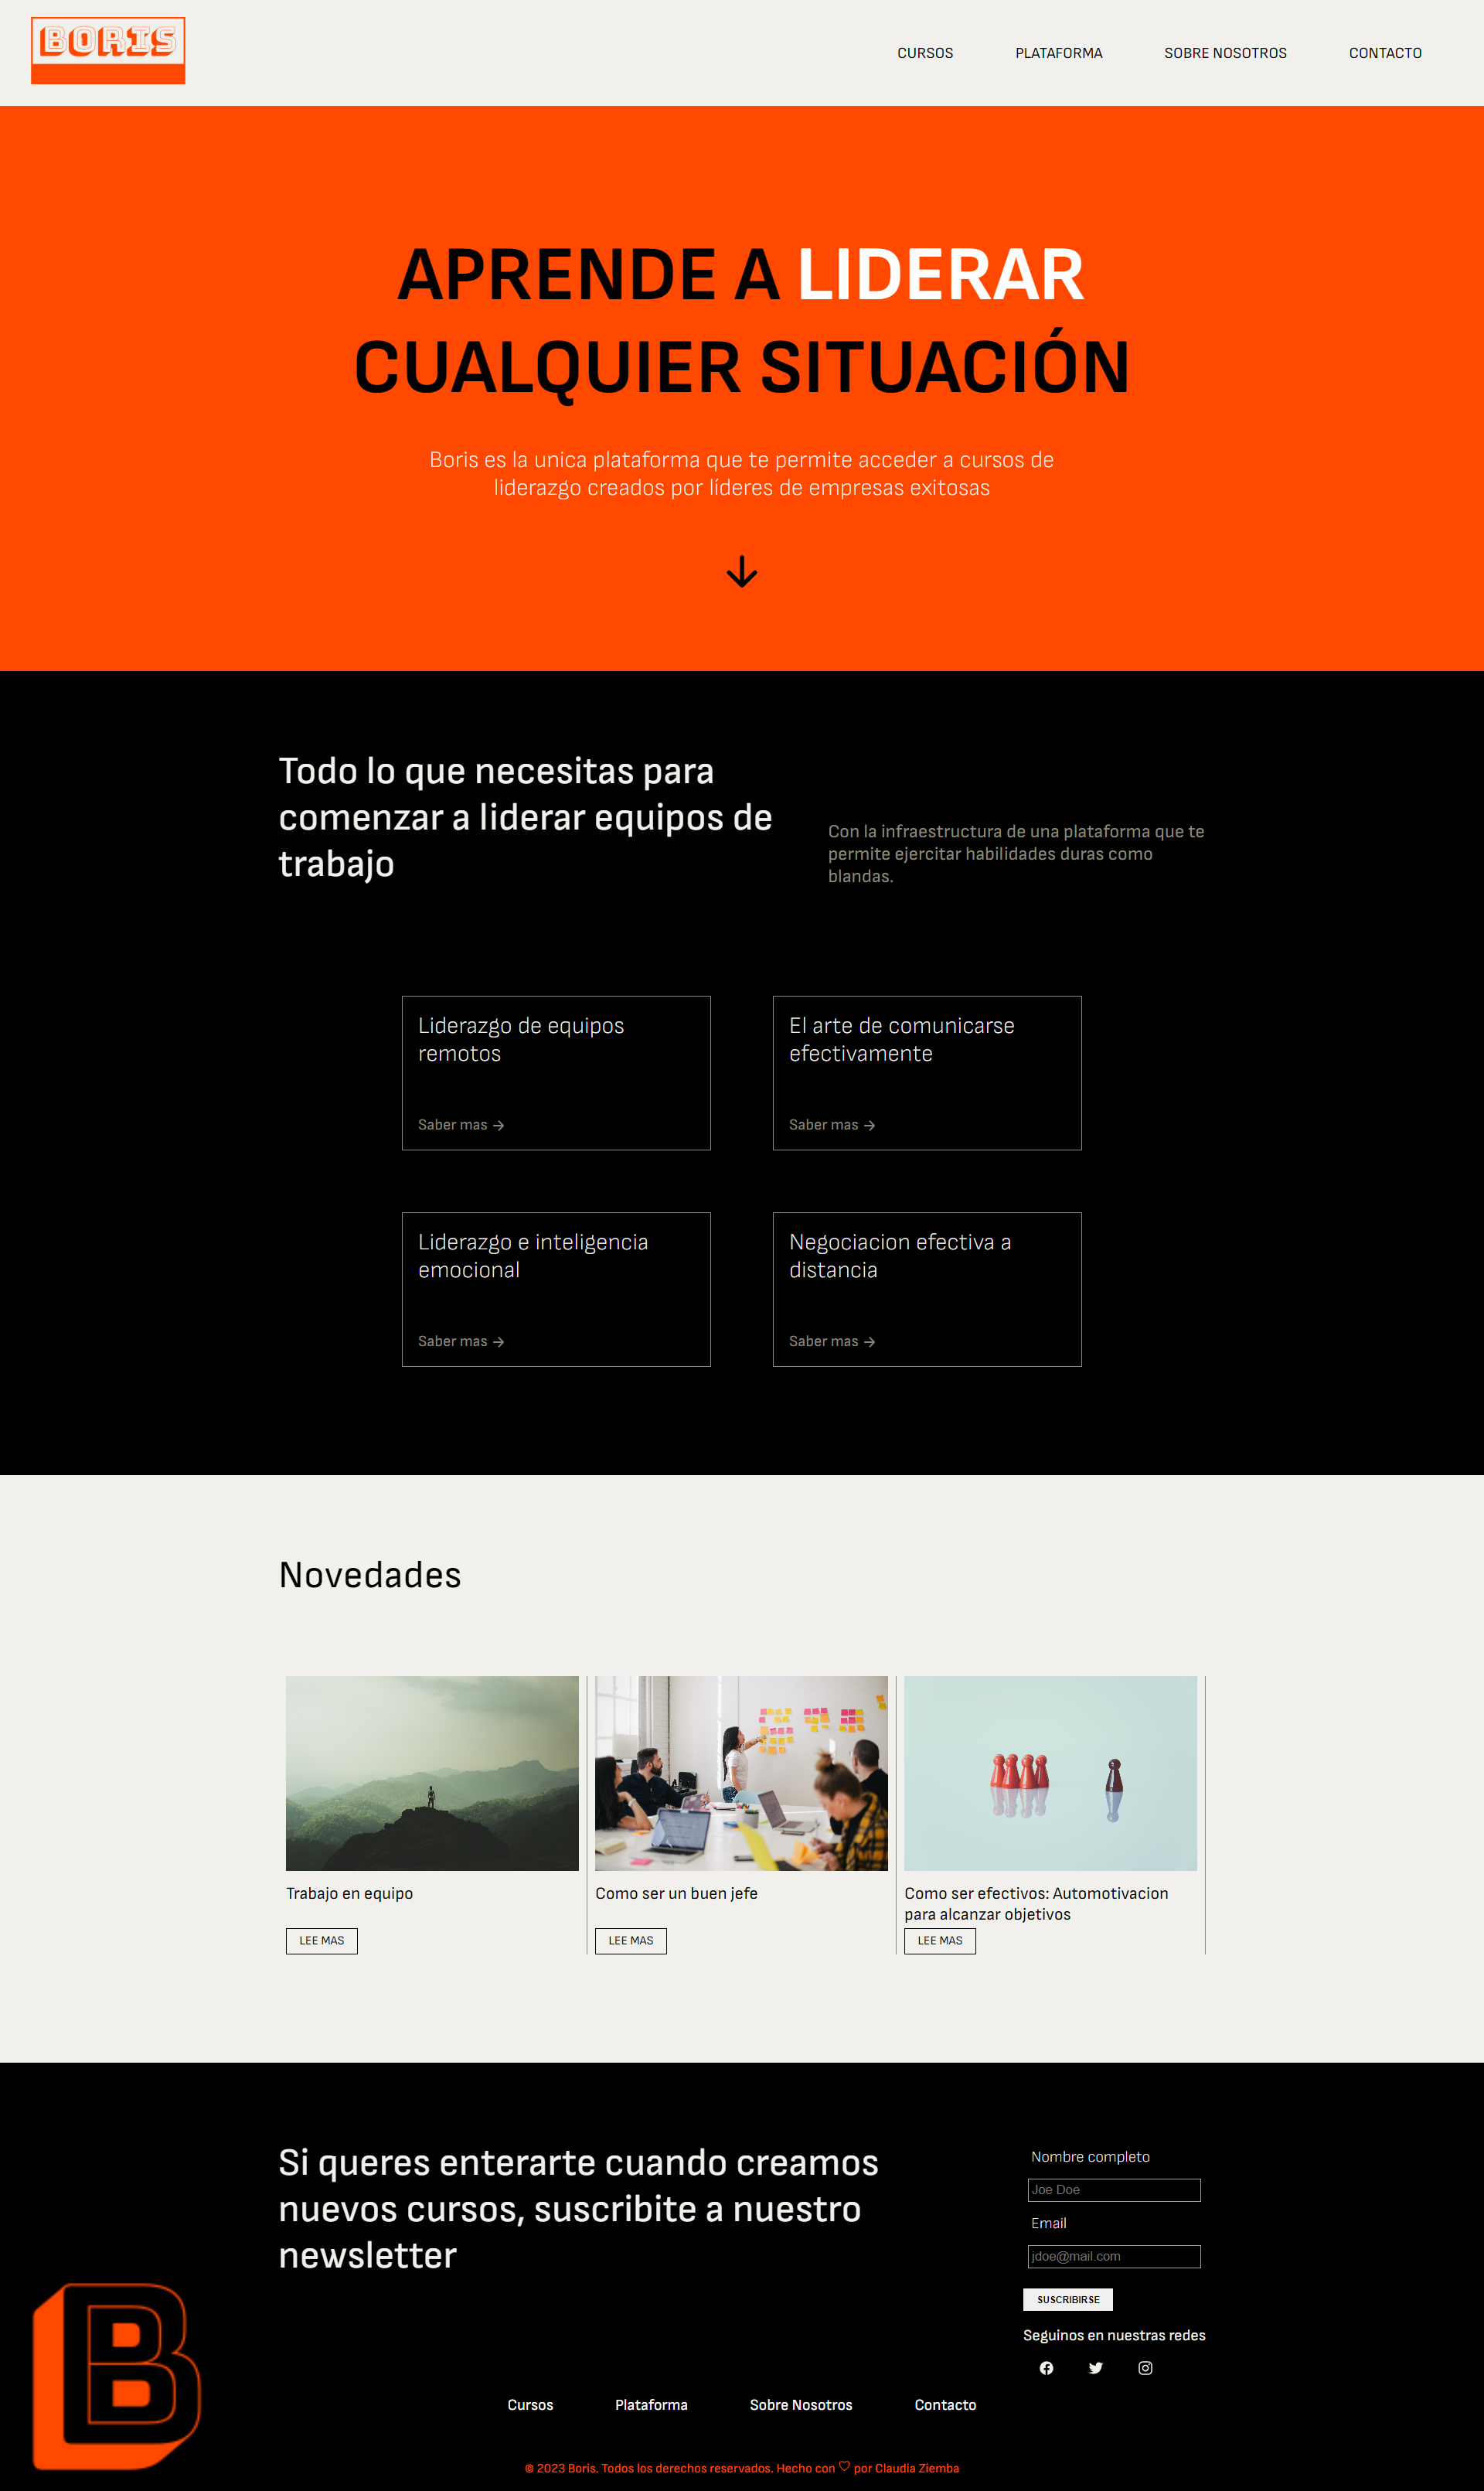 BORIS
CURSOS PLATAFORMA SOBRE NOSOTROS CONTACTO
APRENDE A LIDERAR
CUALQUIER SITUACIÓN
Boris es la unica plataforma que te permite acceder a cursos de
liderazgo creados por líderes de empresas exitosas
Todo lo que necesitas para
comenzar a liderar equipos de
trabajo
Con la infraestructura de una plataforma que te
permite ejercitar habilidades duras como
blandas.
Liderazgo de equipos
remotos
Saber mas
El arte de comunicarse
efectivamente
Saber mas
Liderazgo e inteligencia
emocional
Saber mas
Negociacion efectiva a
distancia
Saber mas
Novedades
Trabajo en equipo
LEE MAS
Como ser un buen jefe
LEE MAS
Como ser efectivos: Automotivacion
para alcanzar objetivos
LEE MAS
Si queres enterarte cuando creamos
nuevos cursos, suscribite a nuestro
newsletter
Nombre completo
Joe Doe
Email
jdoe@mail.com
SUSCRIBIRSE
Seguinos en nuestras redes
B
Cursos Plataforma Sobre Nosotros Contacto
© 2023 Boris. Todos los derechos reservados. Hecho con ♡ por Claudia Ziemba